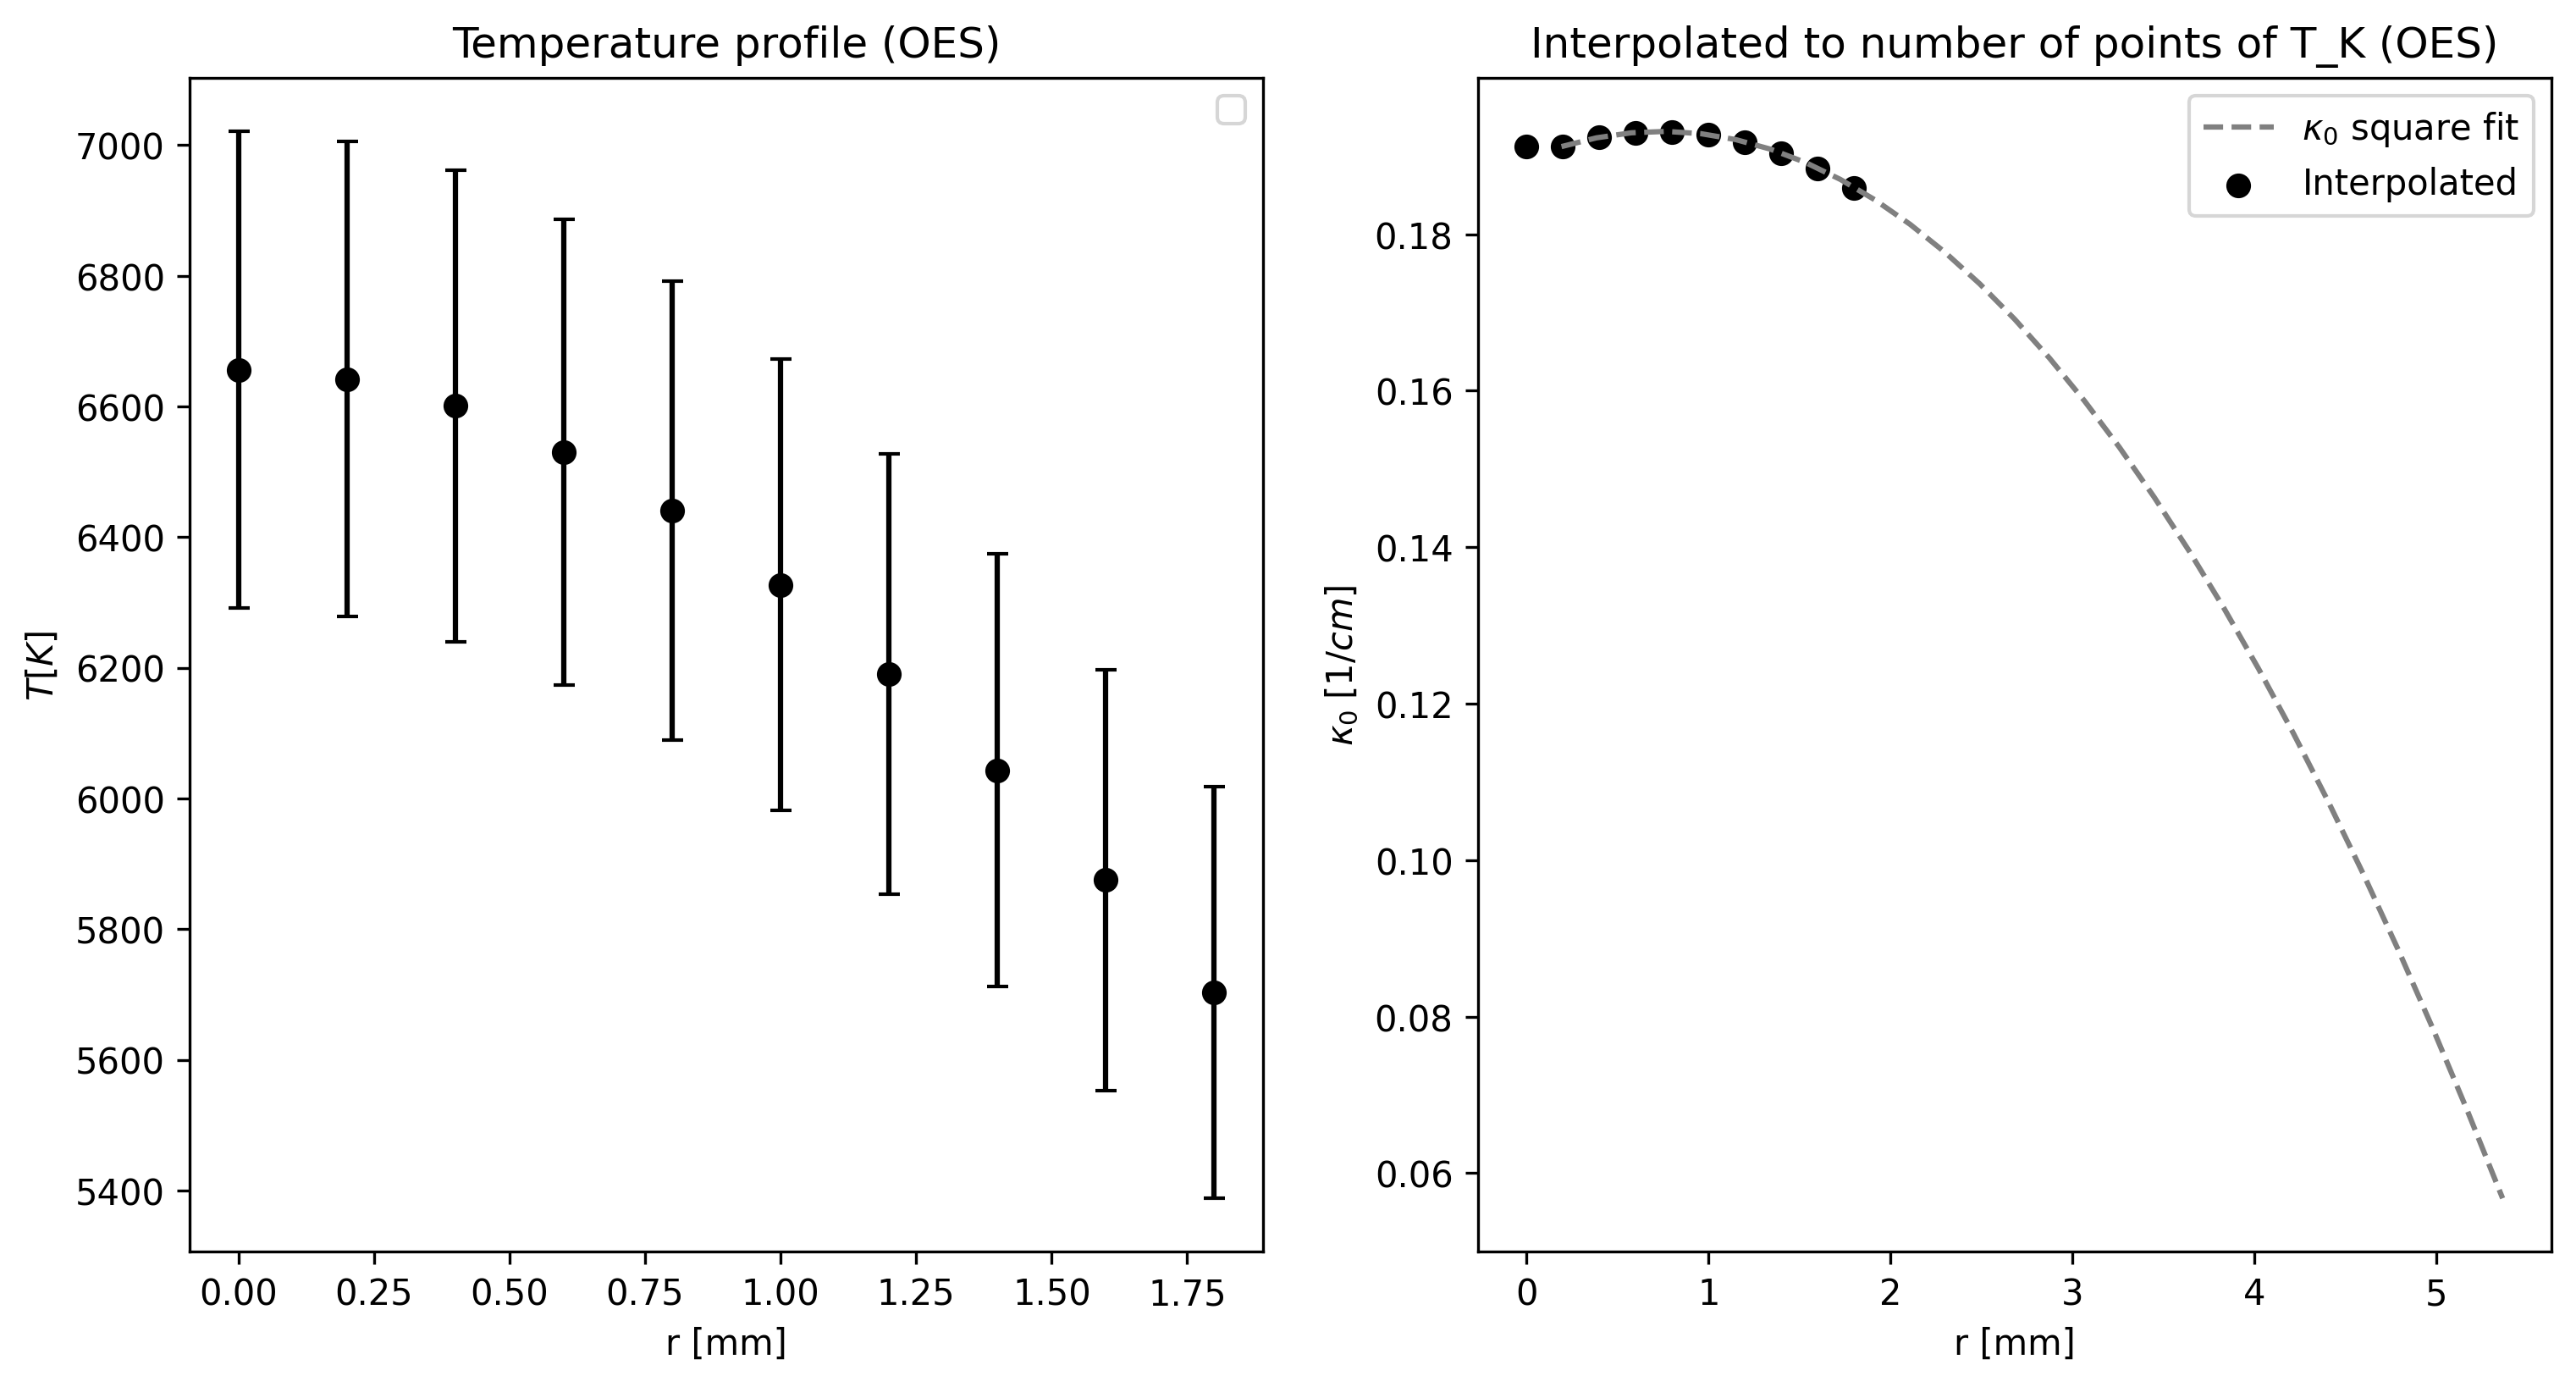 Temperature profile (OES)
7000
6800
6600
6400
6200
6000
5800
5600
5400
T[K]
0.00 0.25 0.50 0.75 1.00 1.25 1.50 1.75
r [mm]
Interpolated to number of points of T_K (OES)
κ₀ square fit
Interpolated
0.18
0.16
0.14
0.12
0.10
0.08
0.06
κ₀ [1/cm]
0 1 2 3 4 5
r [mm]